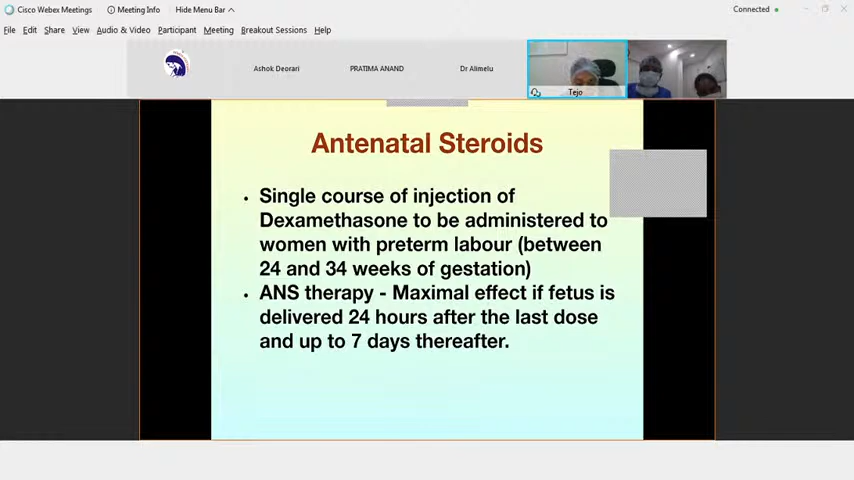 Cisco Webex Meetings Meeting Info Hide Menu Bar Connected
File Edit Share View Audio & Video Participant Meeting Breakout Sessions Help
Ashok Deorari PRATIMA ANAND Dr Alimelu
Tejo
Antenatal Steroids
• Single course of injection of
Dexamethasone to be administered to
women with preterm labour (between
24 and 34 weeks of gestation)
• ANS therapy - Maximal effect if fetus is
delivered 24 hours after the last dose
and up to 7 days thereafter.